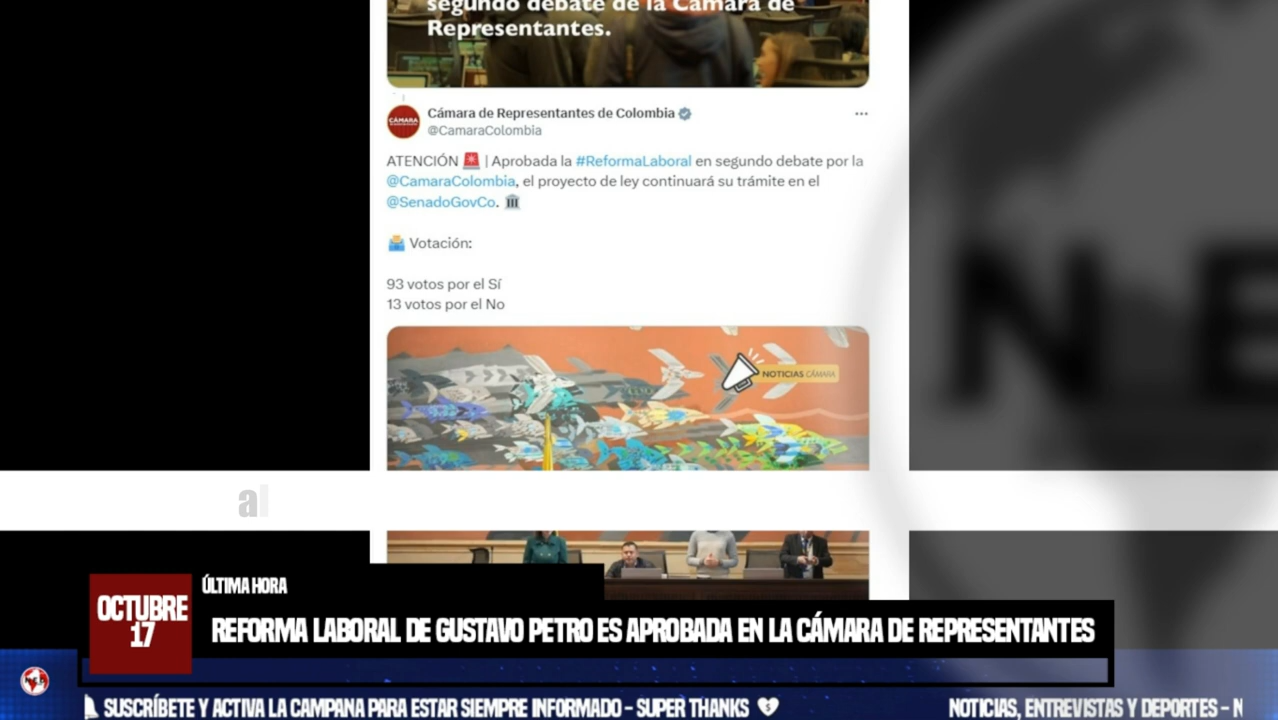 segundo debate de la Cámara de
Representantes.
CÁMARA
Cámara de Representantes de Colombia
@CamaraColombia
ATENCIÓN 🚨 | Aprobada la #ReformaLaboral en segundo debate por la
@CamaraColombia, el proyecto de ley continuará su trámite en el
@SenadoGovCo. 🏛️
🗳️ Votación:
93 votos por el Sí
13 votos por el No
NOTICIAS CÁMARA
N E
al
OCTUBRE
17
ÚLTIMA HORA
REFORMA LABORAL DE GUSTAVO PETRO ES APROBADA EN LA CÁMARA DE REPRESENTANTES
SUSCRÍBETE Y ACTIVA LA CAMPANA PARA ESTAR SIEMPRE INFORMADO – SUPER THANKS
NOTICIAS, ENTREVISTAS Y DEPORTES – N